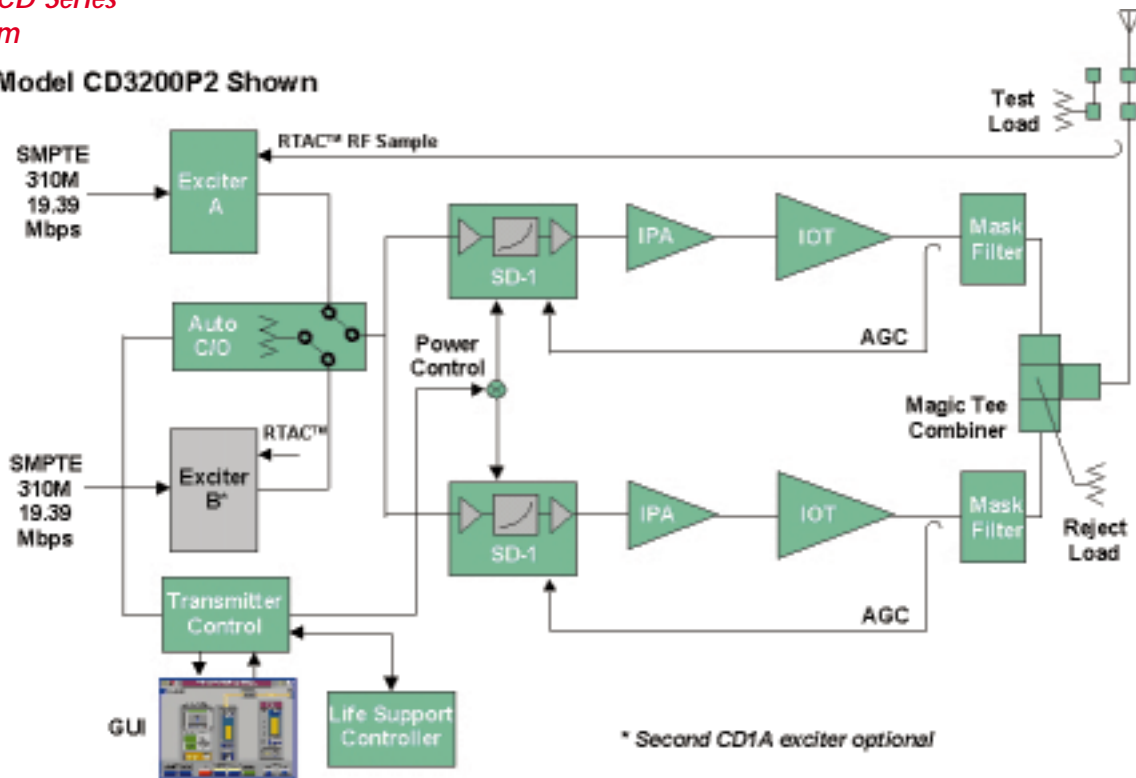 CD Series
Model CD3200P2 Shown
Test
Load
RTAC™ RF Sample
SMPTE
310M
19.39
Mbps
Exciter
A
IPA
IOT
Mask
Filter
SD-1
Auto
C/O
Power
Control
AGC
Magic Tee
Combiner
RTAC™
SMPTE
310M
19.39
Mbps
Exciter
B*
IPA
IOT
Mask
Filter
SD-1
Reject
Load
Transmitter
Control
AGC
GUI
Life Support
Controller
* Second CD1A exciter optional